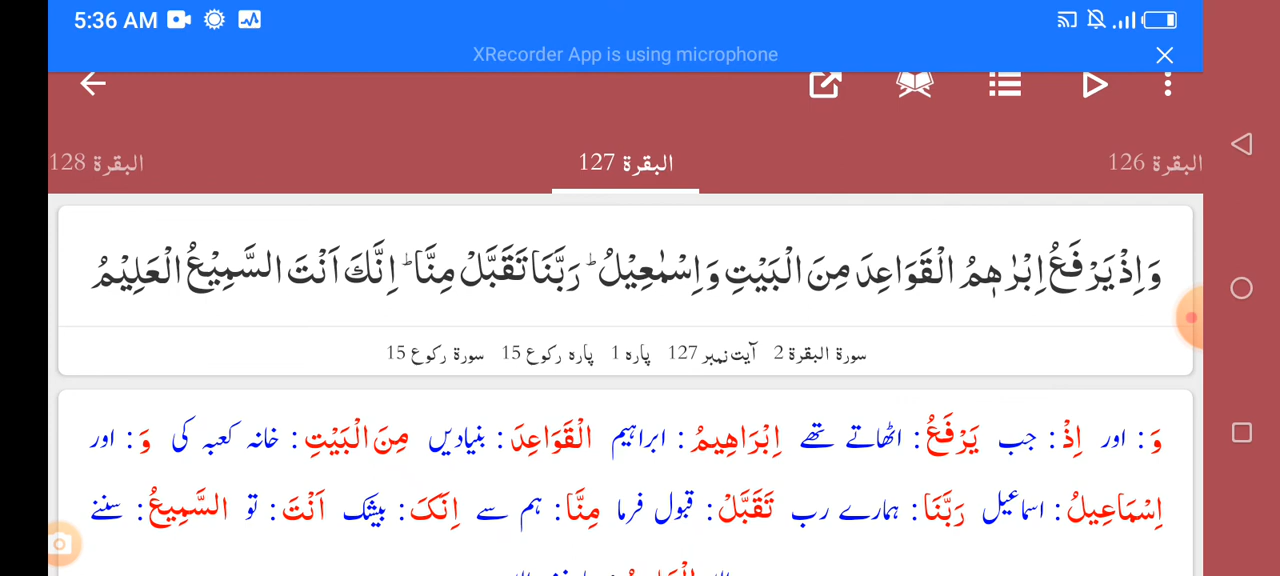 5:36 AM
XRecorder App is using microphone
البقرة 126
البقرة 127
البقرة 128
وَاِذْ يَرْفَعُ اِبْرٰهٖمُ الْقَوَاعِدَ مِنَ الْبَيْتِ وَاِسْمٰعِيْلُ ؕ رَبَّنَا تَقَبَّلْ مِنَّا ؕ اِنَّكَ اَنْتَ السَّمِيْعُ الْعَلِيْمُ
سورۃ البقرۃ 2 آیت نمبر 127 پارہ 1 پارہ رکوع 15 سورۃ رکوع 15
وَ : اور اِذْ : جب يَرْفَعُ : اٹھاتے تھے اِبْرَاهِيمُ : ابراہیم الْقَوَاعِدَ : بنیادیں مِنَ الْبَيْتِ : خانہ کعبہ کی وَ : اور
اِسْمَاعِيلُ : اسماعیل رَبَّنَا : ہمارے رب تَقَبَّلْ : قبول فرما مِنَّا : ہم سے اِنَّکَ : بیشک اَنْتَ : تو السَّمِيعُ : سننے